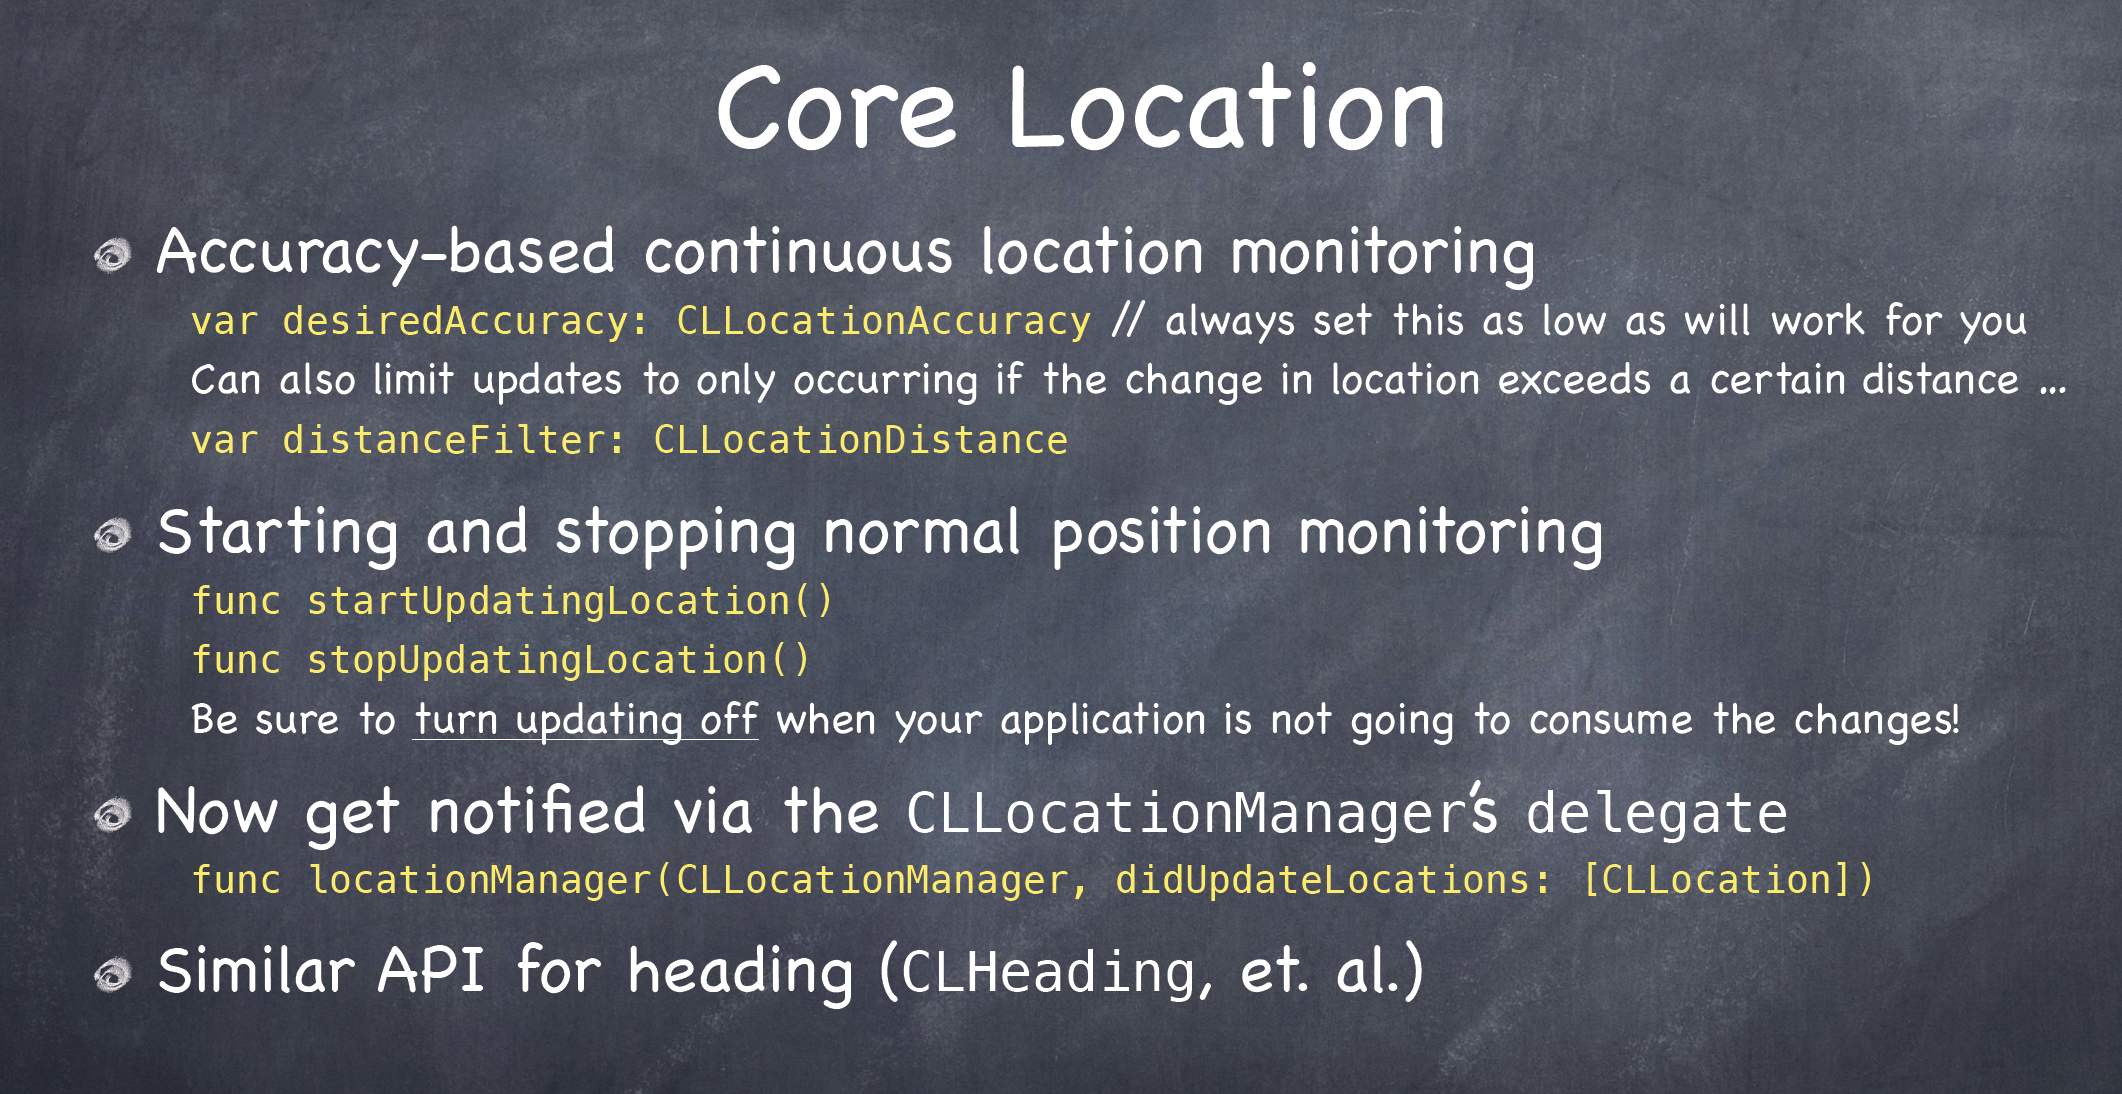 Core Location
Accuracy-based continuous location monitoring
var desiredAccuracy: CLLocationAccuracy // always set this as low as will work for you
Can also limit updates to only occurring if the change in location exceeds a certain distance ...
var distanceFilter: CLLocationDistance
Starting and stopping normal position monitoring
func startUpdatingLocation()
func stopUpdatingLocation()
Be sure to turn updating off when your application is not going to consume the changes!
Now get notified via the CLLocationManager’s delegate
func locationManager(CLLocationManager, didUpdateLocations: [CLLocation])
Similar API for heading (CLHeading, et. al.)